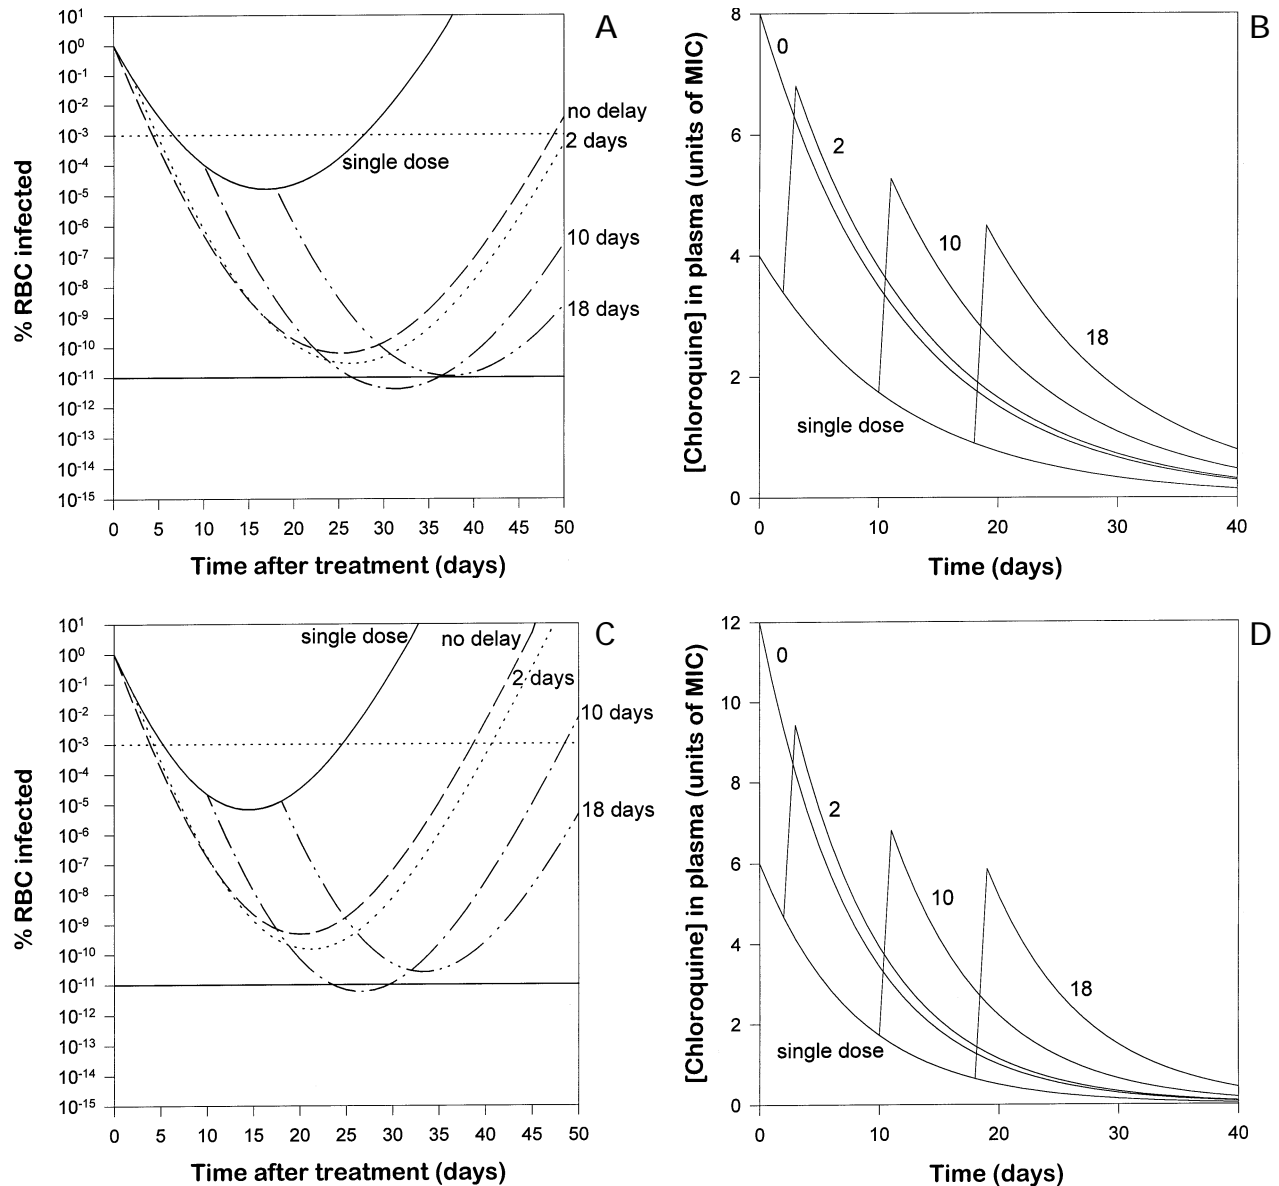 A
% RBC infected
10¹
10⁰
10⁻¹
10⁻²
10⁻³
10⁻⁴
10⁻⁵
10⁻⁶
10⁻⁷
10⁻⁸
10⁻⁹
10⁻¹⁰
10⁻¹¹
10⁻¹²
10⁻¹³
10⁻¹⁴
10⁻¹⁵
single dose
no delay
2 days
10 days
18 days
0 5 10 15 20 25 30 35 40 45 50
Time after treatment (days)
B
[Chloroquine] in plasma (units of MIC)
8
6
4
2
0
0
2
10
18
single dose
0 10 20 30 40
Time (days)
C
% RBC infected
10¹
10⁰
10⁻¹
10⁻²
10⁻³
10⁻⁴
10⁻⁵
10⁻⁶
10⁻⁷
10⁻⁸
10⁻⁹
10⁻¹⁰
10⁻¹¹
10⁻¹²
10⁻¹³
10⁻¹⁴
10⁻¹⁵
single dose
no delay
2 days
10 days
18 days
0 5 10 15 20 25 30 35 40 45 50
Time after treatment (days)
D
[Chloroquine] in plasma (units of MIC)
12
10
8
6
4
2
0
0
2
10
18
single dose
0 10 20 30 40
Time (days)